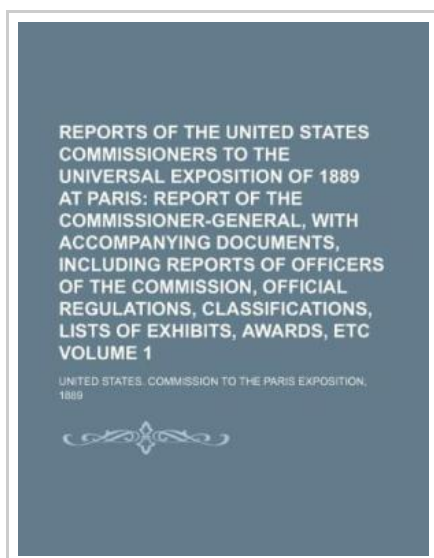 REPORTS OF THE UNITED STATES
COMMISSIONERS TO THE
UNIVERSAL EXPOSITION OF 1889
AT PARIS: REPORT OF THE
COMMISSIONER-GENERAL, WITH
ACCOMPANYING DOCUMENTS,
INCLUDING REPORTS OF OFFICERS
OF THE COMMISSION, OFFICIAL
REGULATIONS, CLASSIFICATIONS,
LISTS OF EXHIBITS, AWARDS, ETC
VOLUME 1
UNITED STATES. COMMISSION TO THE PARIS EXPOSITION,
1889